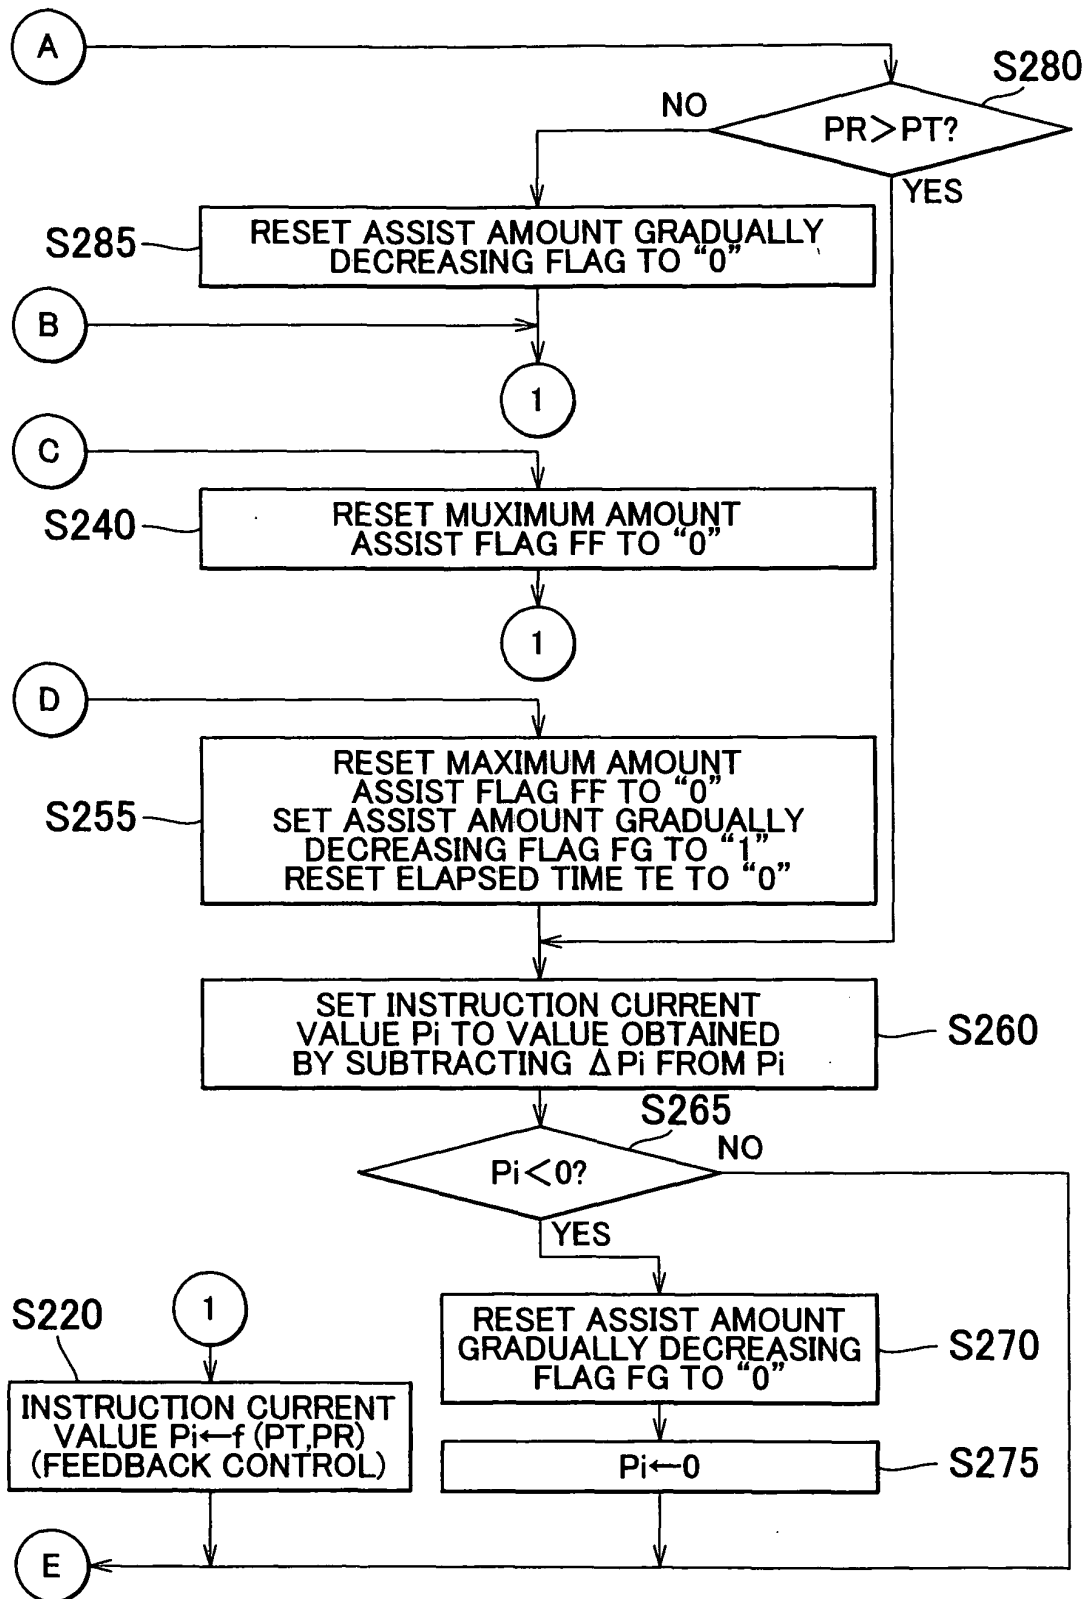 A
S280
NO
PR>PT?
YES
S285
RESET ASSIST AMOUNT GRADUALLY
DECREASING FLAG TO “0”
B
1
C
S240
RESET MUXIMUM AMOUNT
ASSIST FLAG FF TO “0”
1
D
S255
RESET MAXIMUM AMOUNT
ASSIST FLAG FF TO “0”
SET ASSIST AMOUNT GRADUALLY
DECREASING FLAG FG TO “1”
RESET ELAPSED TIME TE TO “0”
SET INSTRUCTION CURRENT
VALUE Pi TO VALUE OBTAINED
BY SUBTRACTING ΔPi FROM Pi
S260
S265
Pi<0?
NO
YES
S220
1
INSTRUCTION CURRENT
VALUE Pi←f (PT,PR)
(FEEDBACK CONTROL)
RESET ASSIST AMOUNT
GRADUALLY DECREASING
FLAG FG TO “0”
S270
Pi←0
S275
E